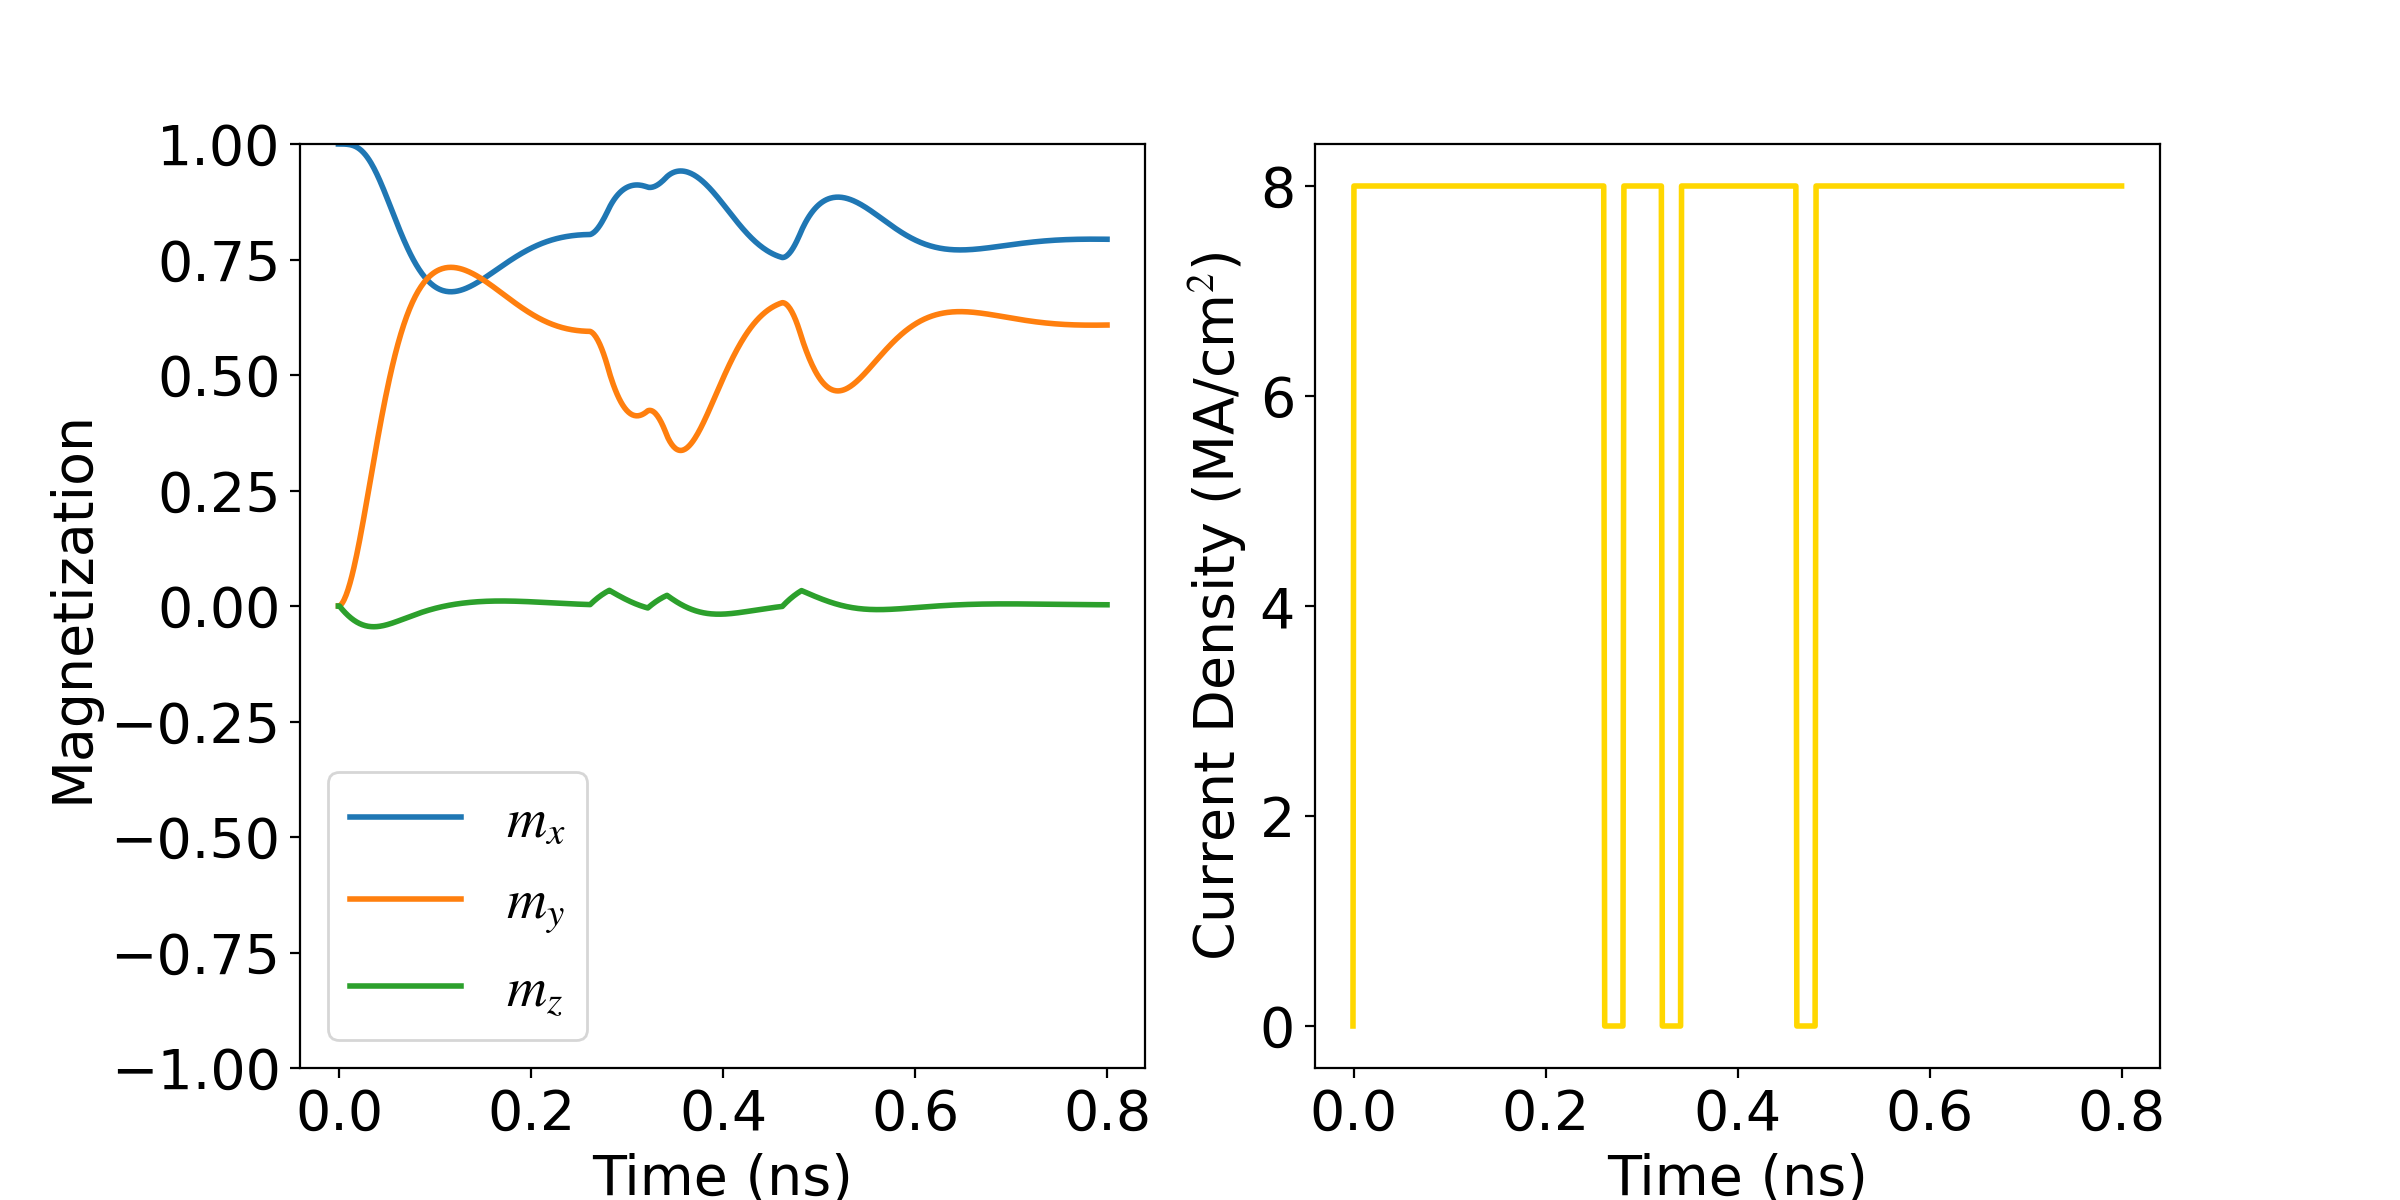 Magnetization
1.00
0.75
0.50
0.25
0.00
−0.25
−0.50
−0.75
−1.00
0.0 0.2 0.4 0.6 0.8
Time (ns)
m_x
m_y
m_z
Current Density (MA/cm²)
8
6
4
2
0
0.0 0.2 0.4 0.6 0.8
Time (ns)